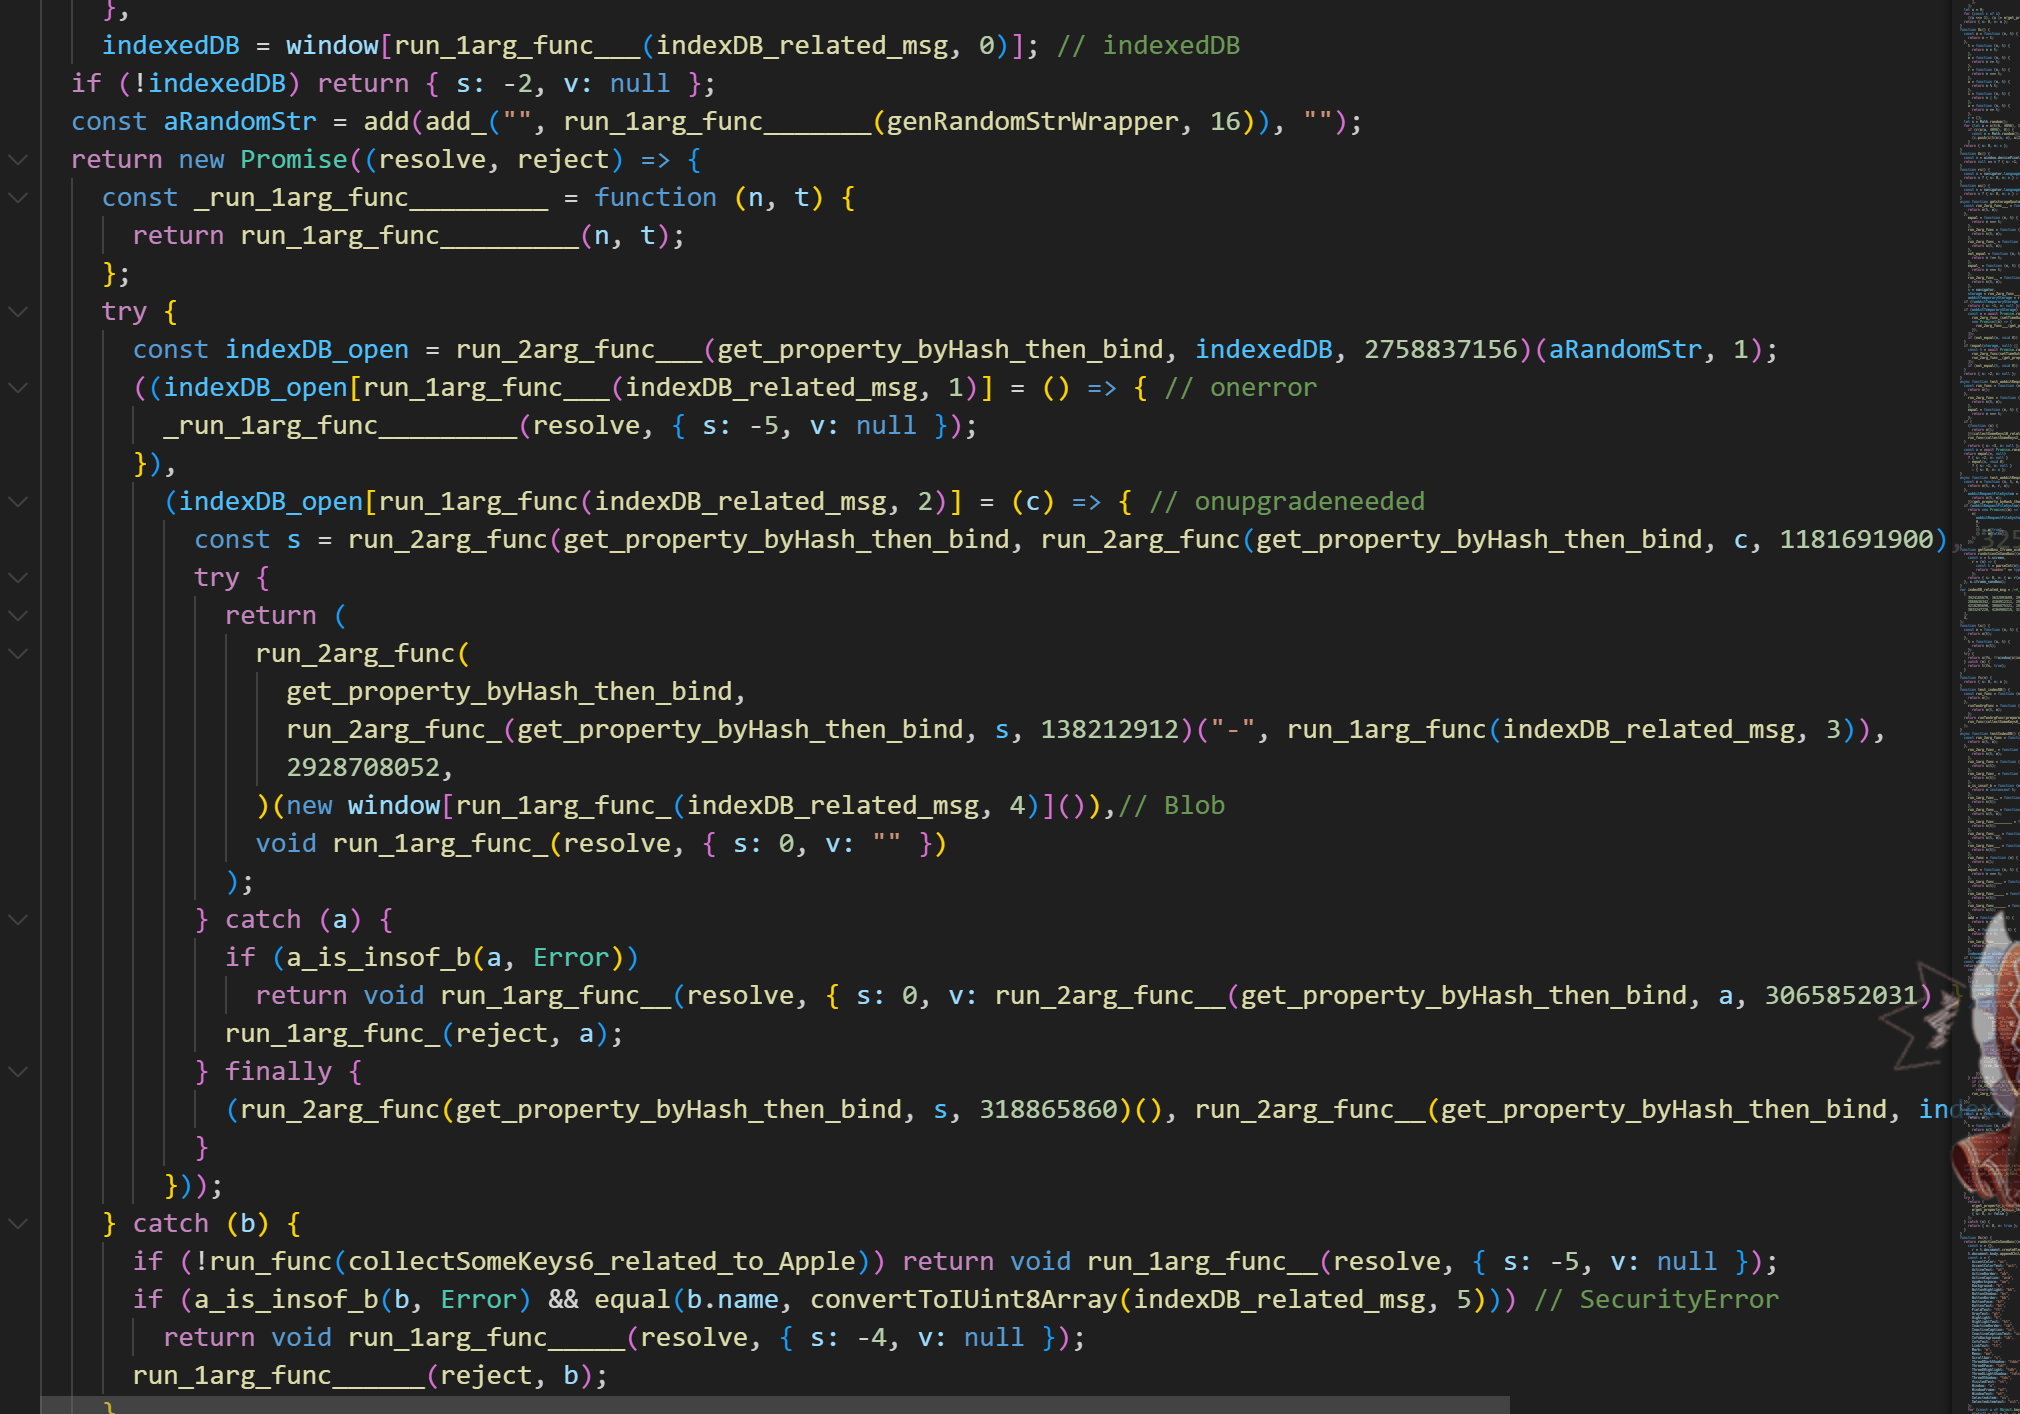 },
indexedDB = window[run_1arg_func___(indexDB_related_msg, 0)]; // indexedDB
if (!indexedDB) return { s: -2, v: null };
const aRandomStr = add(add_("", run_1arg_func_______(genRandomStrWrapper, 16)), "");
return new Promise((resolve, reject) => {
const _run_1arg_func_________ = function (n, t) {
return run_1arg_func_________(n, t);
};
try {
const indexDB_open = run_2arg_func___(get_property_byHash_then_bind, indexedDB, 2758837156)(aRandomStr, 1);
((indexDB_open[run_1arg_func___(indexDB_related_msg, 1)] = () => { // onerror
_run_1arg_func_________(resolve, { s: -5, v: null });
}),
(indexDB_open[run_1arg_func(indexDB_related_msg, 2)] = (c) => { // onupgradeneeded
const s = run_2arg_func(get_property_byHash_then_bind, run_2arg_func(get_property_byHash_then_bind, c, 1181691900)
try {
return (
run_2arg_func(
get_property_byHash_then_bind,
run_2arg_func_(get_property_byHash_then_bind, s, 138212912)("-", run_1arg_func(indexDB_related_msg, 3)),
2928708052,
)(new window[run_1arg_func_(indexDB_related_msg, 4)]()),// Blob
void run_1arg_func_(resolve, { s: 0, v: "" })
);
} catch (a) {
if (a_is_insof_b(a, Error))
return void run_1arg_func__(resolve, { s: 0, v: run_2arg_func__(get_property_byHash_then_bind, a, 3065852031) }
run_1arg_func_(reject, a);
} finally {
(run_2arg_func(get_property_byHash_then_bind, s, 318865860)(), run_2arg_func__(get_property_byHash_then_bind,
}
}));
} catch (b) {
if (!run_func(collectSomeKeys6_related_to_Apple)) return void run_1arg_func__(resolve, { s: -5, v: null });
if (a_is_insof_b(b, Error) && equal(b.name, convertToIUint8Array(indexDB_related_msg, 5))) // SecurityError
return void run_1arg_func_____(resolve, { s: -4, v: null });
run_1arg_func______(reject, b);
}